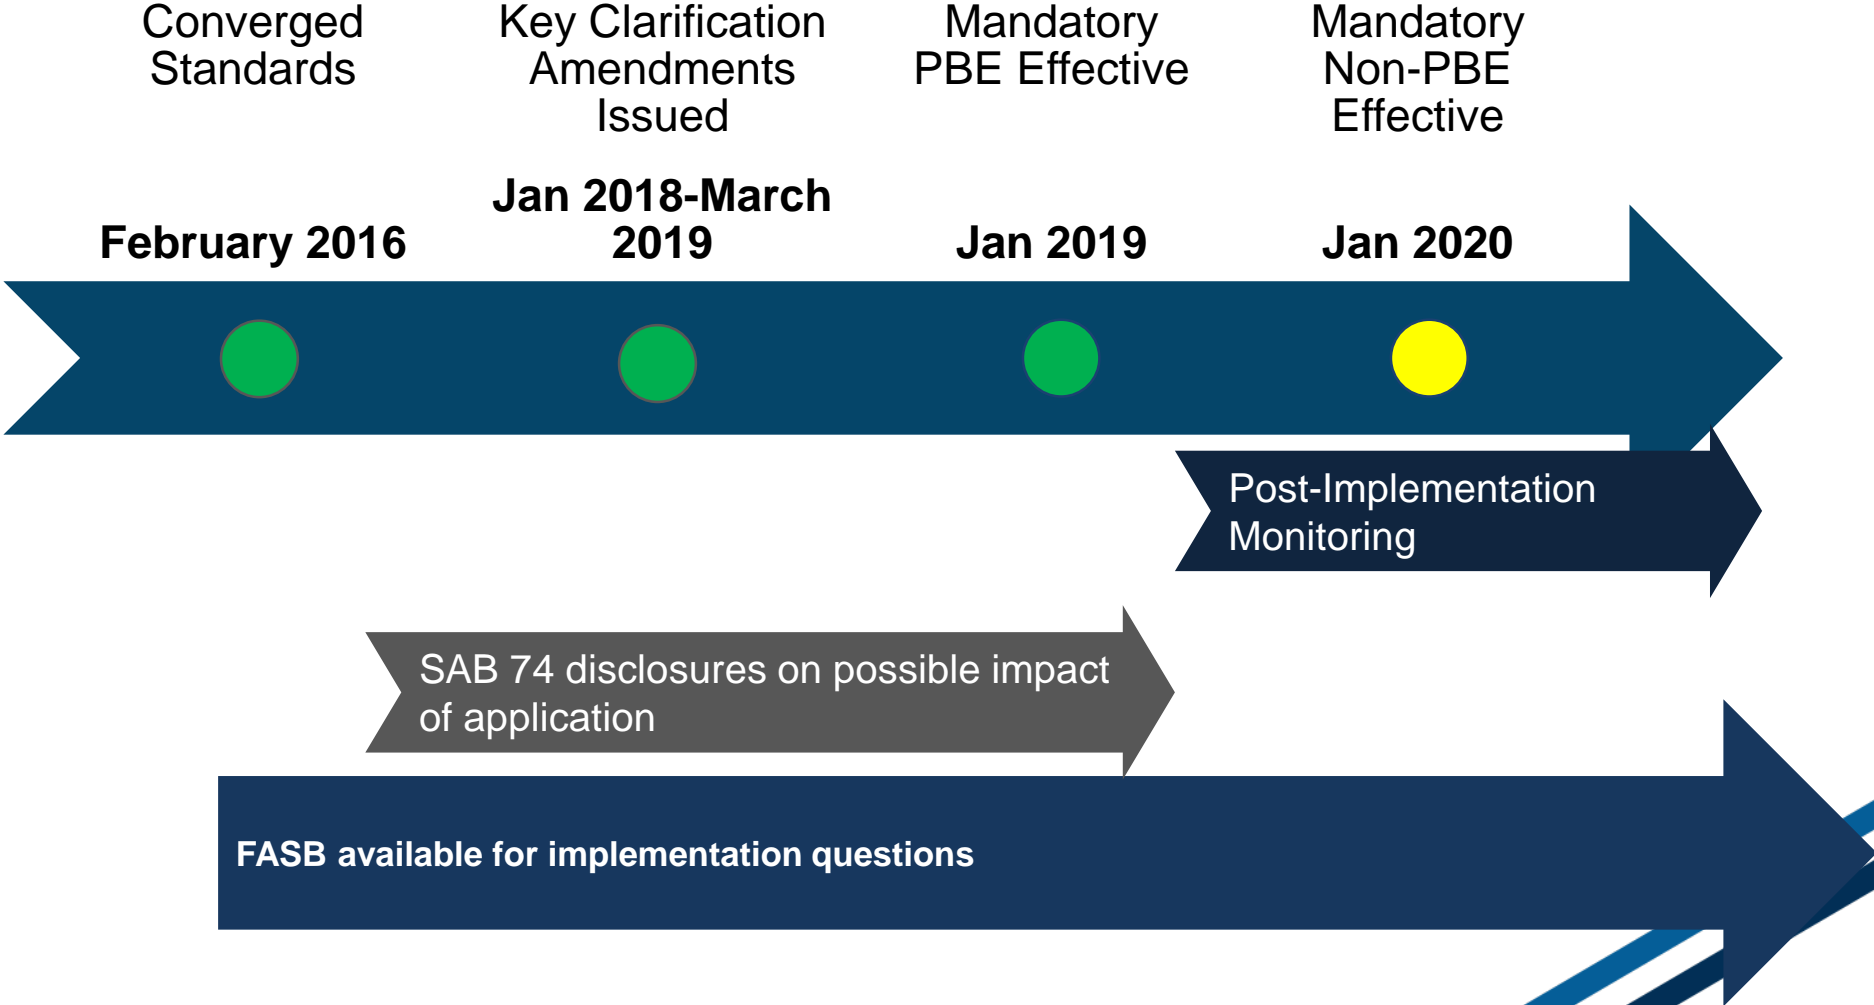 Converged
Standards
Key Clarification
Amendments
Issued
Mandatory
PBE Effective
Mandatory
Non-PBE
Effective
February 2016
Jan 2018-March
2019
Jan 2019
Jan 2020
Post-Implementation
Monitoring
SAB 74 disclosures on possible impact
of application
FASB available for implementation questions